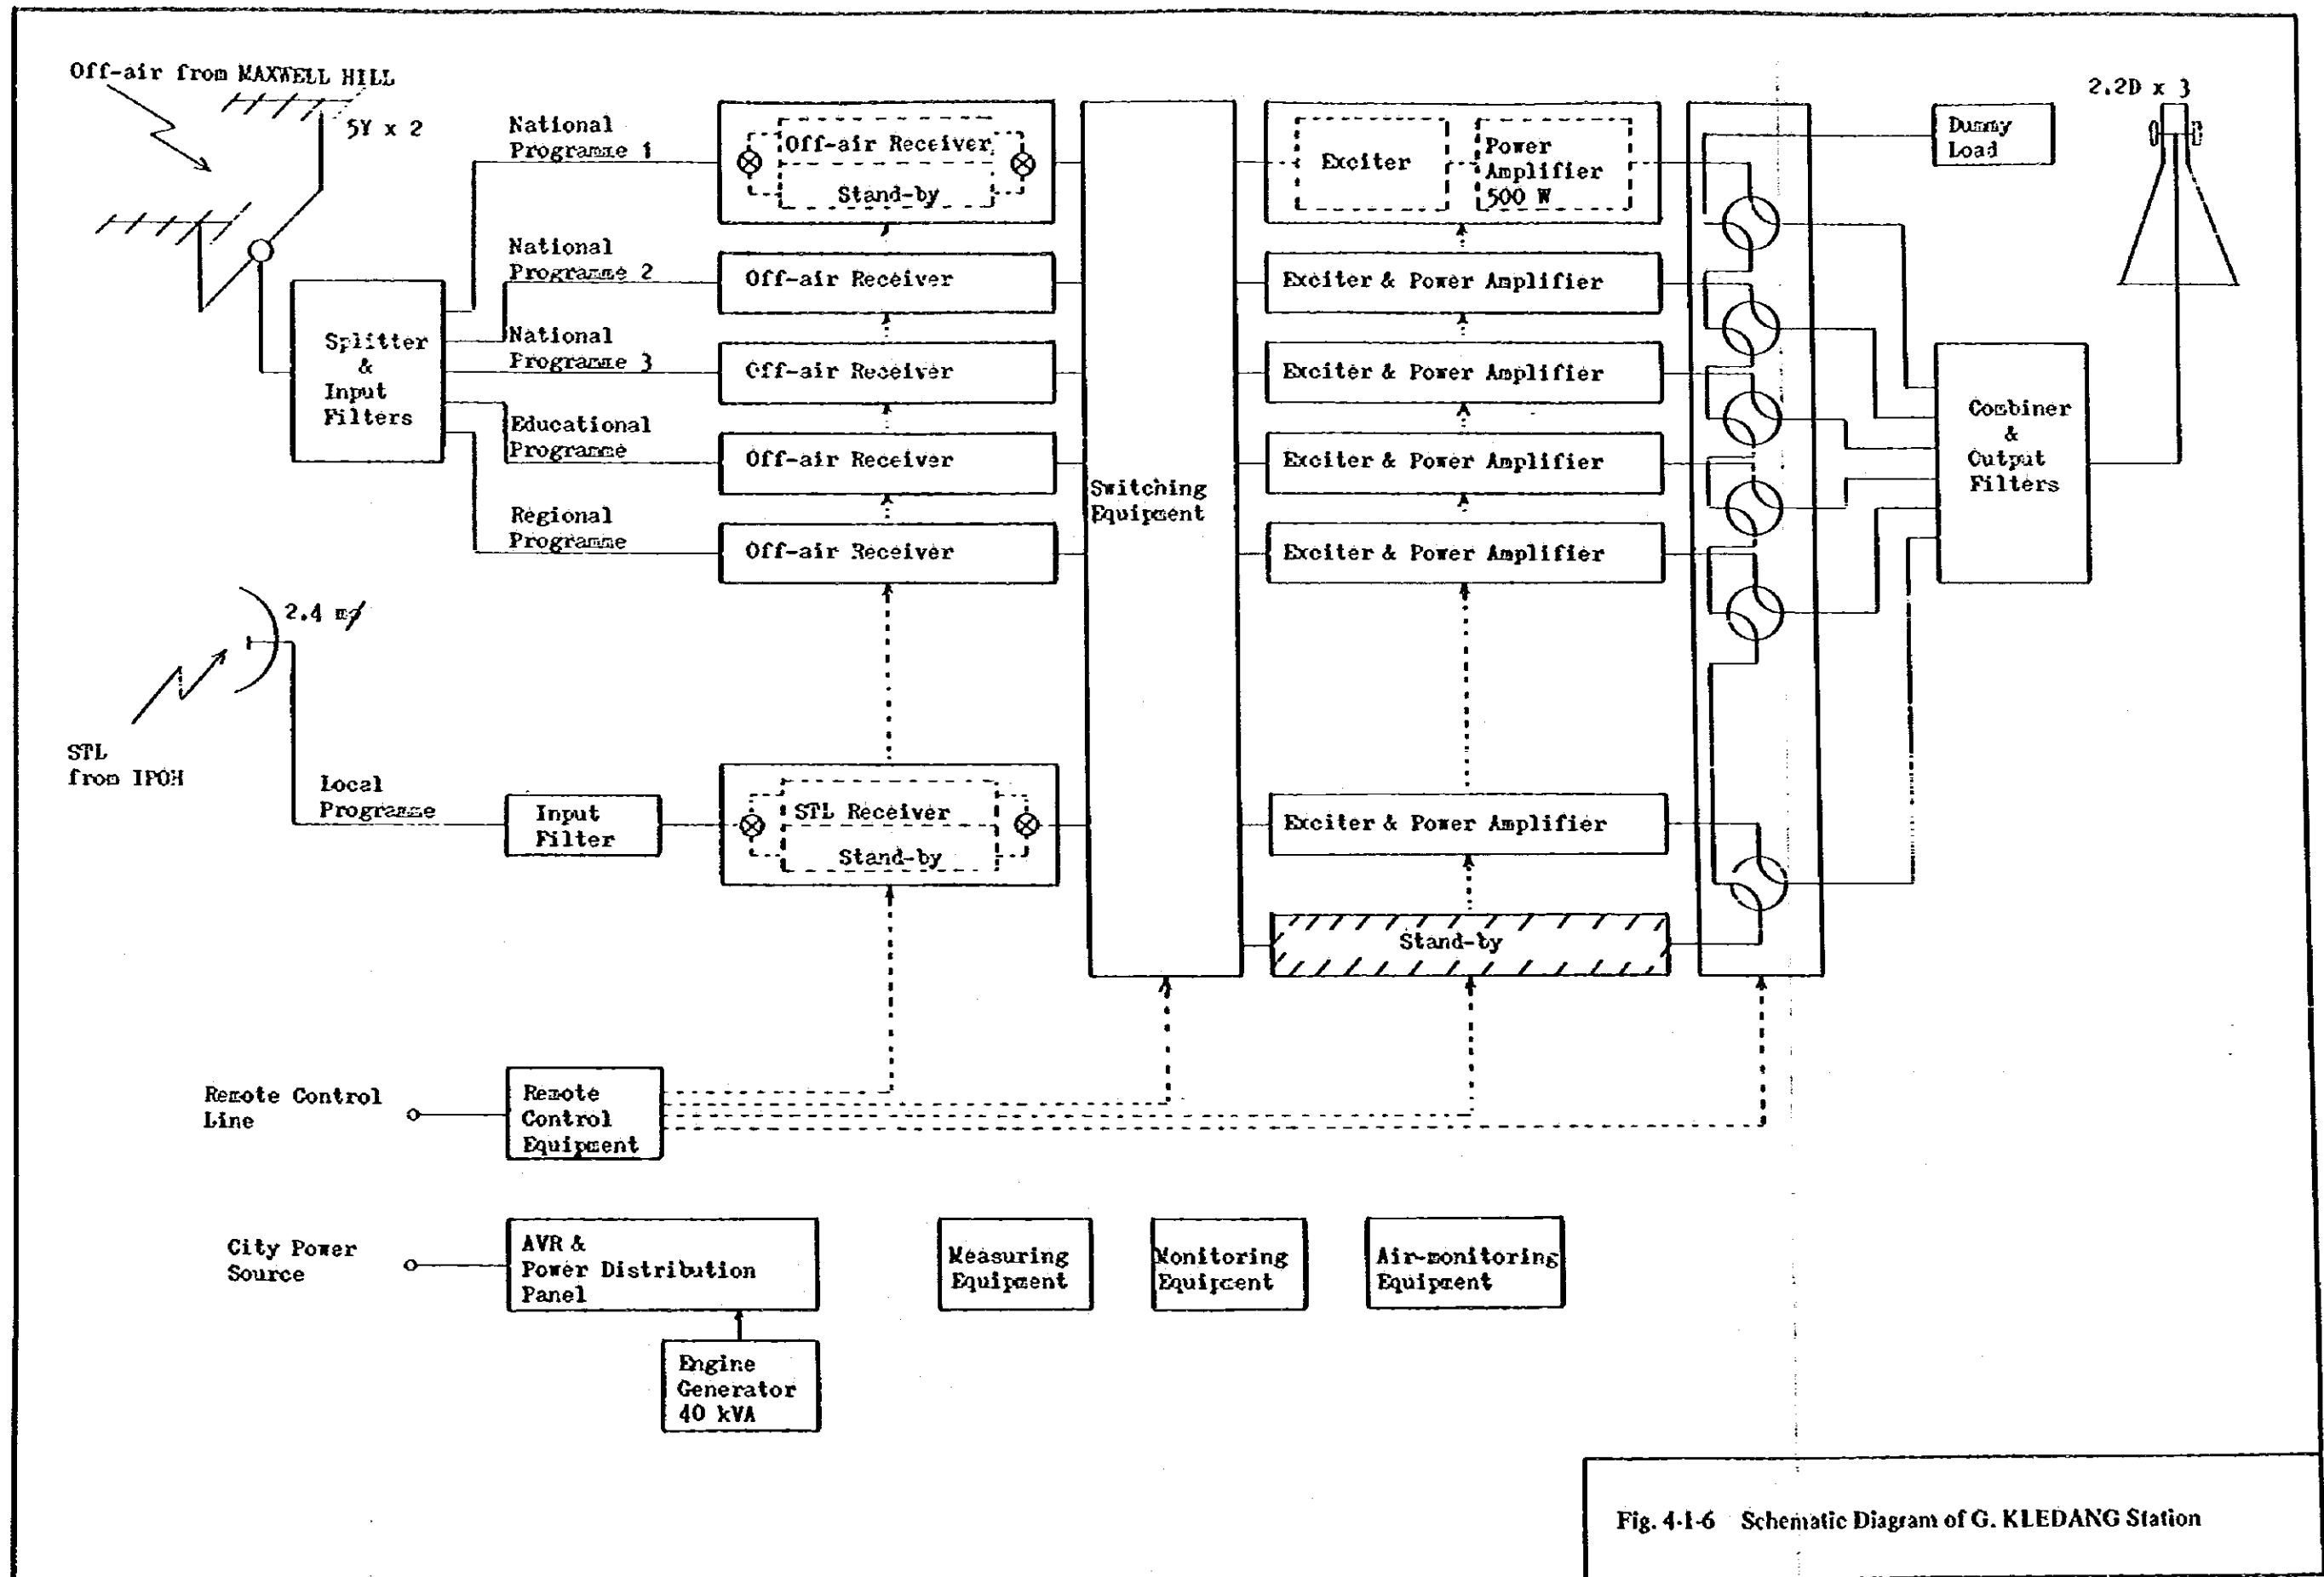 Off-air from MAXWELL HILL
5Y x 2
2.2D x 3
National
Programme 1
Off-air Receiver
Stand-by
Exciter
Power
Amplifier
500 W
Dummy
Load
National
Programme 2
Off-air Receiver
Exciter & Power Amplifier
Splitter
&
Input
Filters
National
Programme 3
Off-air Receiver
Exciter & Power Amplifier
Combiner
&
Output
Filters
Educational
Programme
Off-air Receiver
Exciter & Power Amplifier
Switching
Equipment
Regional
Programme
Off-air Receiver
Exciter & Power Amplifier
2.4 mφ
STL
from IPOH
Local
Programme
Input
Filter
STL Receiver
Stand-by
Exciter & Power Amplifier
Stand-by
Remote Control
Line
Remote
Control
Equipment
City Power
Source
AVR &
Power Distribution
Panel
Measuring
Equipment
Monitoring
Equipment
Air-monitoring
Equipment
Engine
Generator
40 kVA
Fig. 4-1-6 Schematic Diagram of G. KLEDANG Station